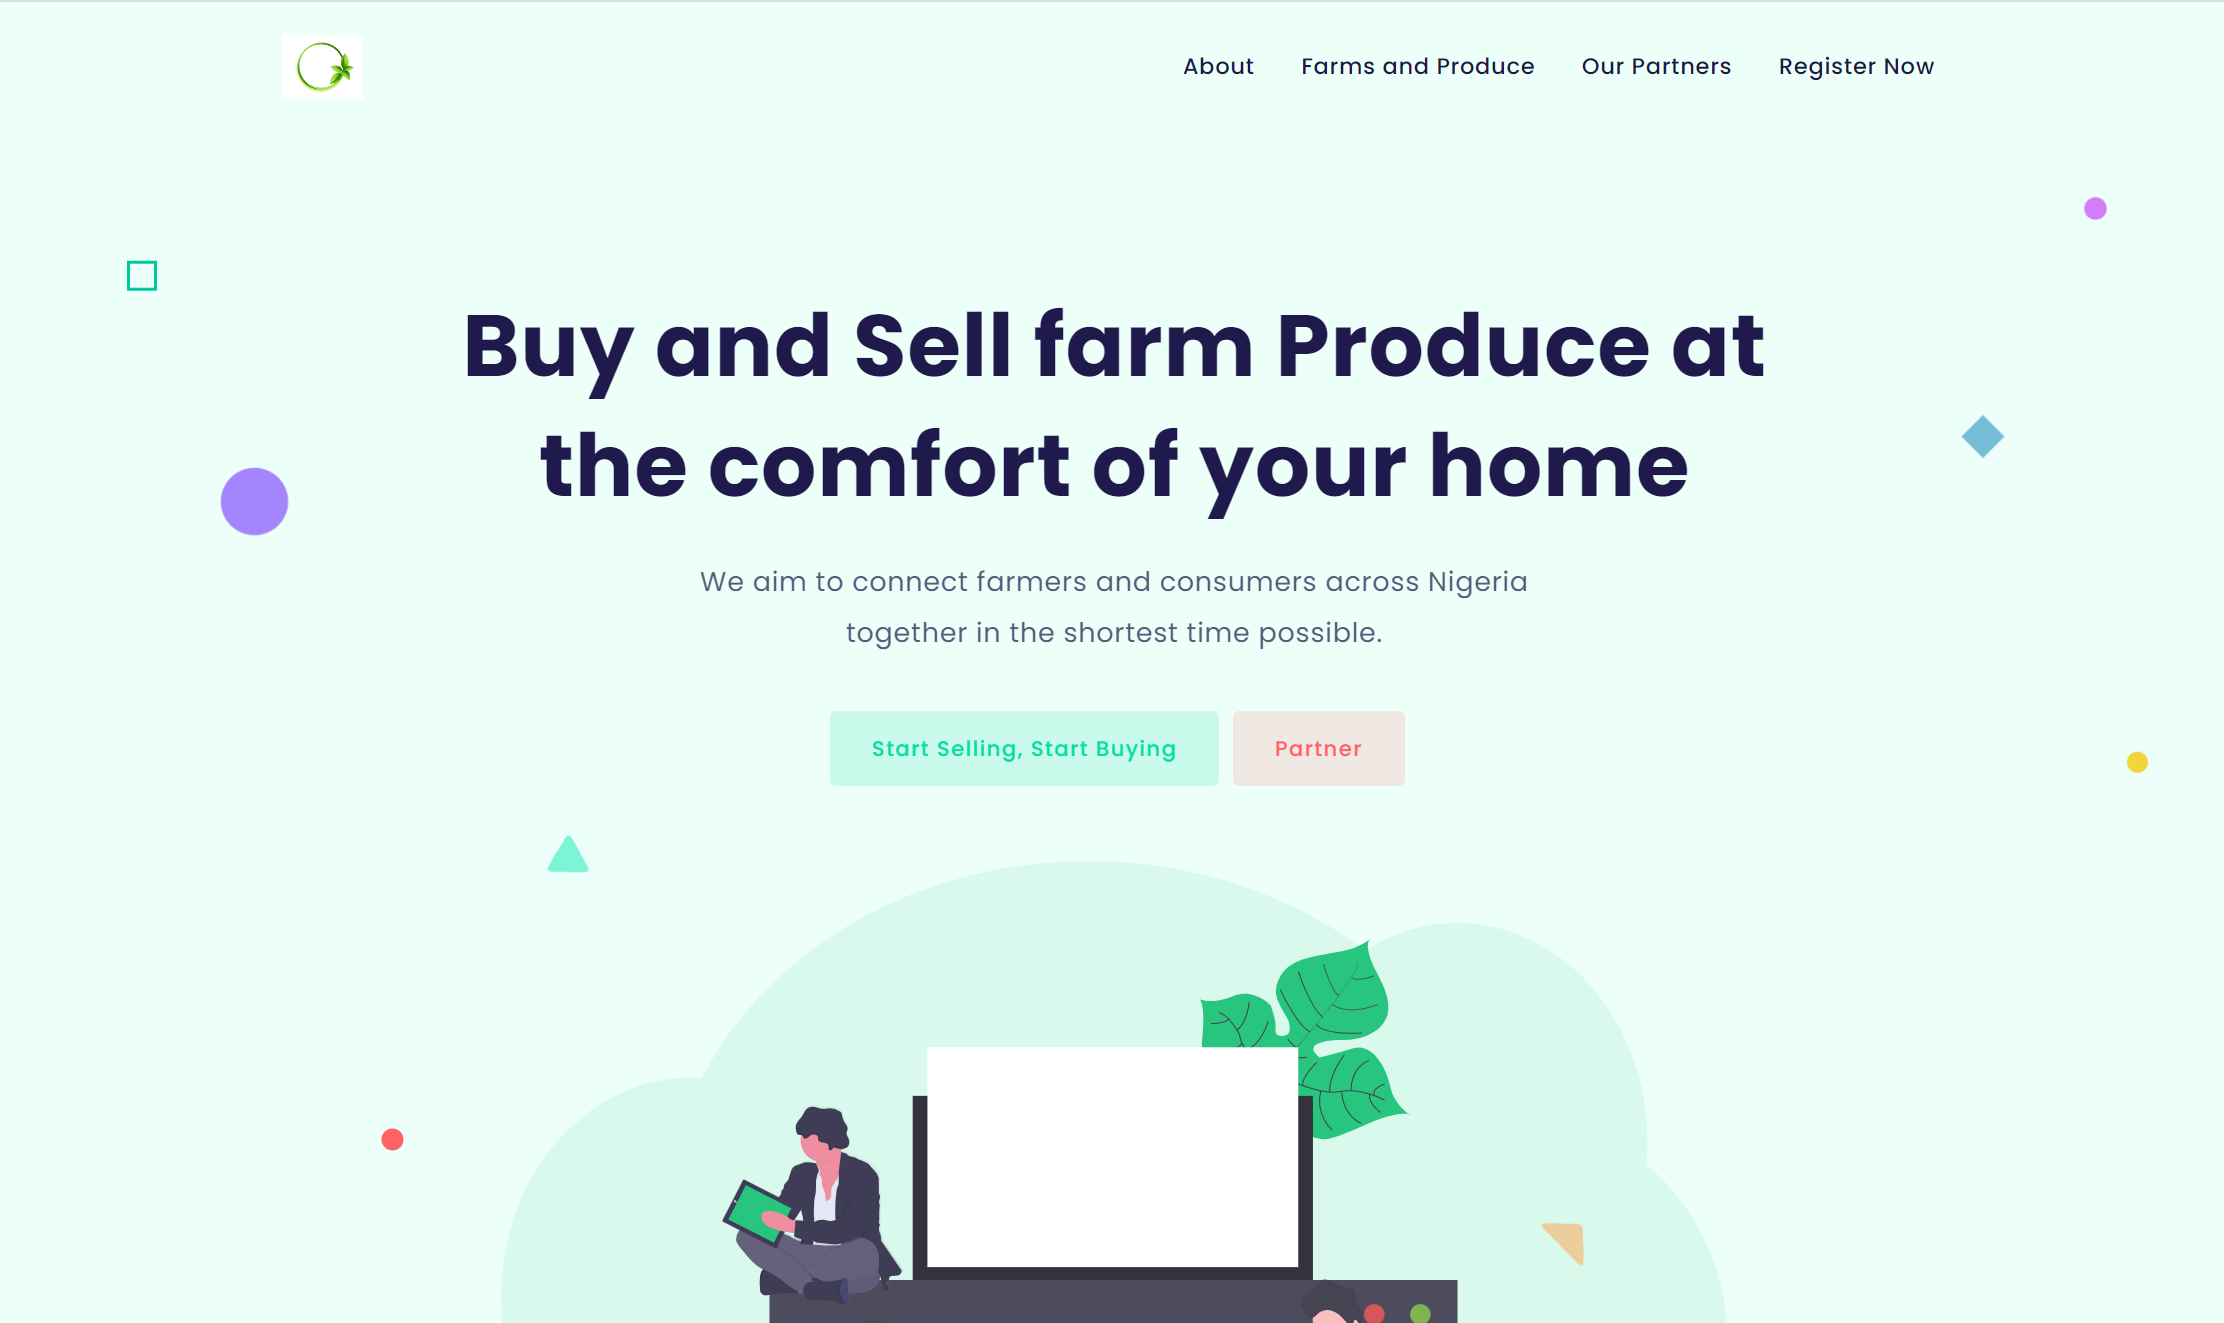 About
Farms and Produce
Our Partners
Register Now
Buy and Sell farm Produce at
the comfort of your home
We aim to connect farmers and consumers across Nigeria
together in the shortest time possible.
Start Selling, Start Buying
Partner